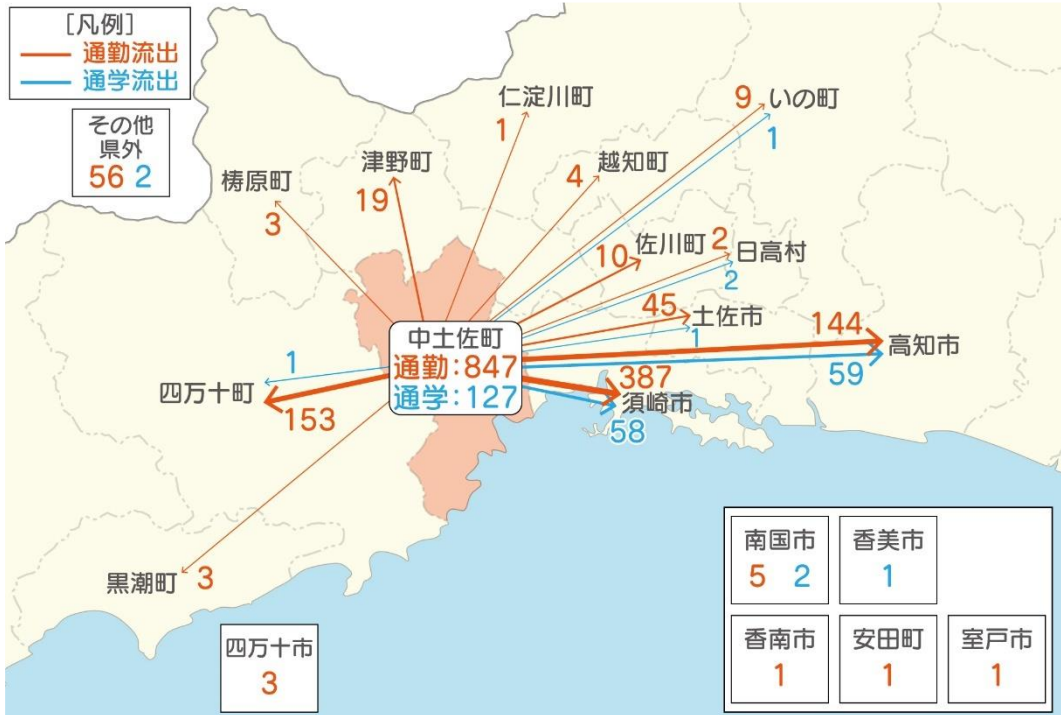 [凡例]
通勤流出
通学流出
その他
県外
56 2
梼原町
3
津野町
19
仁淀川町
1
越知町
4
いの町
9
1
佐川町
10
日高村
2
2
土佐市
45
1
高知市
144
59
須崎市
387
58
中土佐町
通勤:847
通学:127
四万十町
1
153
黒潮町
3
四万十市
3
南国市
5 2
香美市
1
香南市
1
安田町
1
室戸市
1